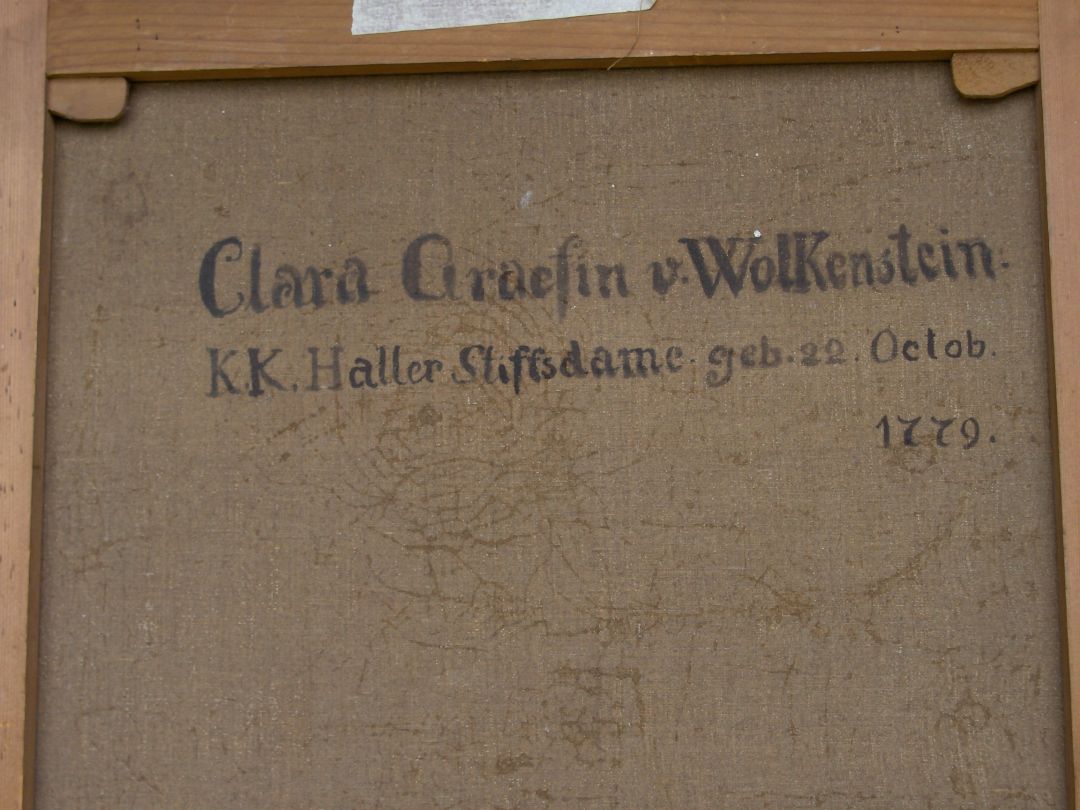 Clara Graefin v. Wolkenstein.
K.K. Haller Stiftsdame. geb. 22. Octob.
1779.